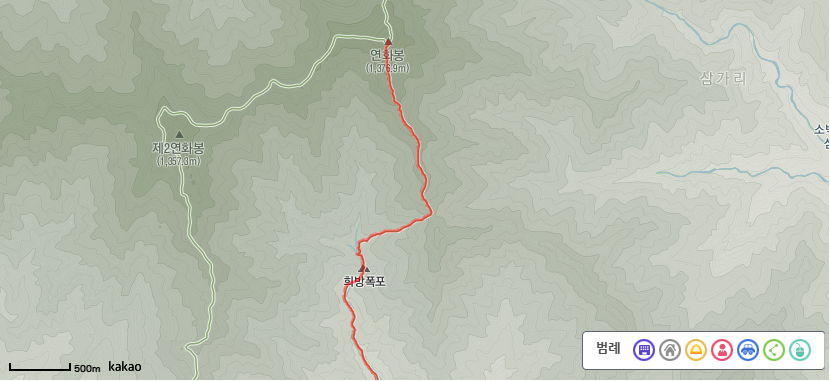 연화봉
(1,376.9m)
삼가리
제2연화봉
(1,357.3m)
희방폭포
범례
500m kakao